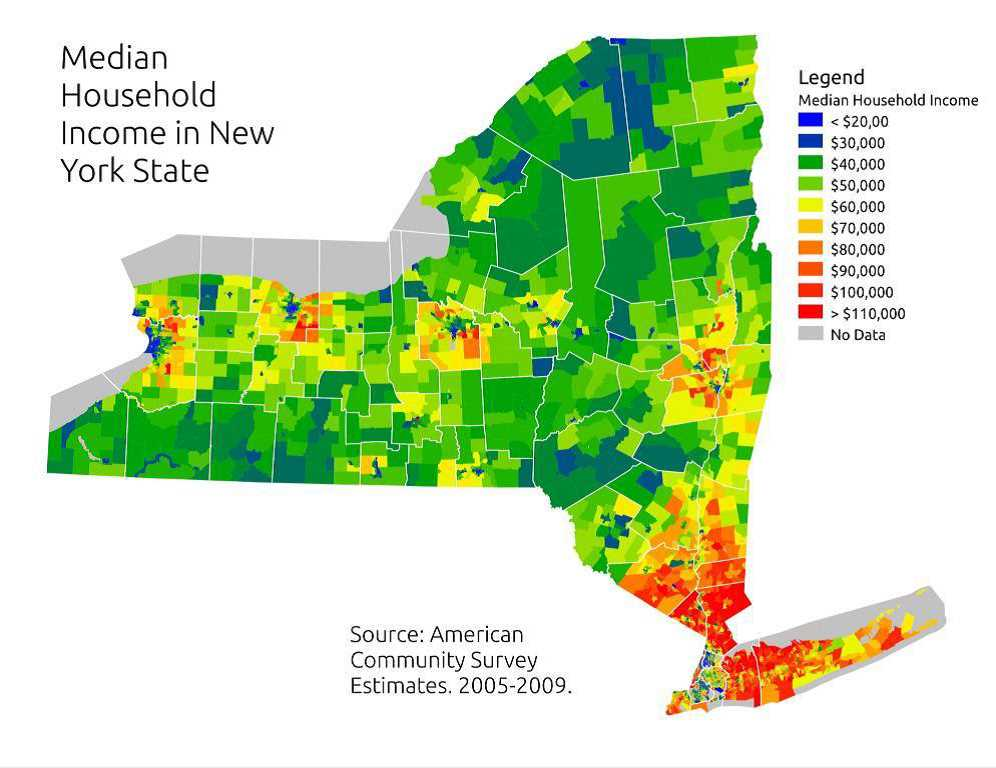 Median
Household
Income in New
York State
Legend
Median Household Income
< $20,00
$30,000
$40,000
$50,000
$60,000
$70,000
$80,000
$90,000
$100,000
> $110,000
No Data
Source: American
Community Survey
Estimates. 2005-2009.